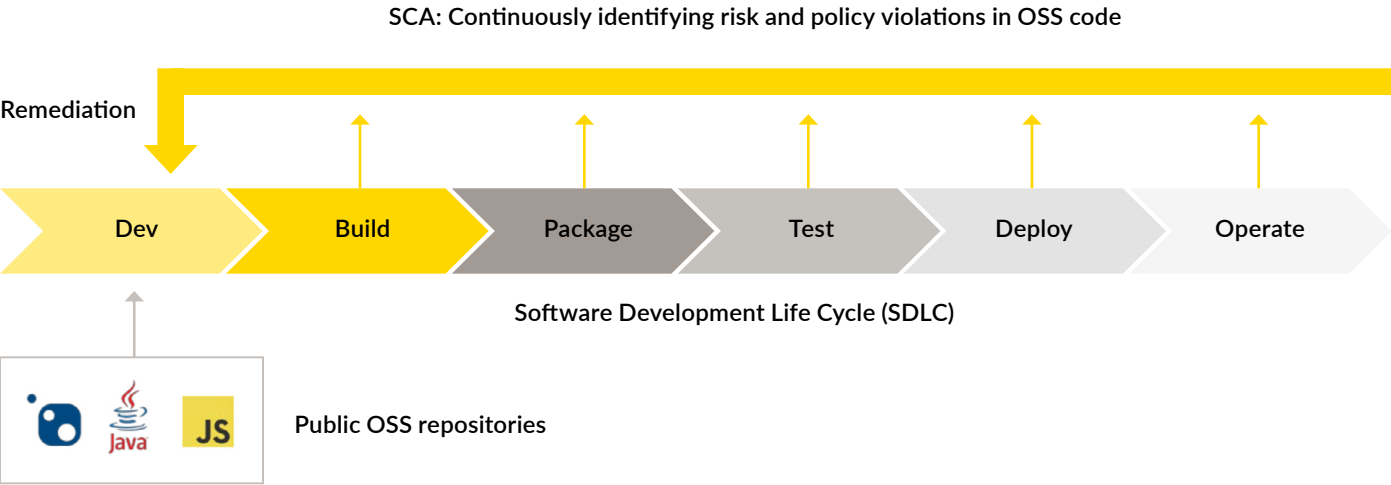 SCA: Continuously identifying risk and policy violations in OSS code
Remediation
Dev
Build
Package
Test
Deploy
Operate
Software Development Life Cycle (SDLC)
Java
JS
Public OSS repositories